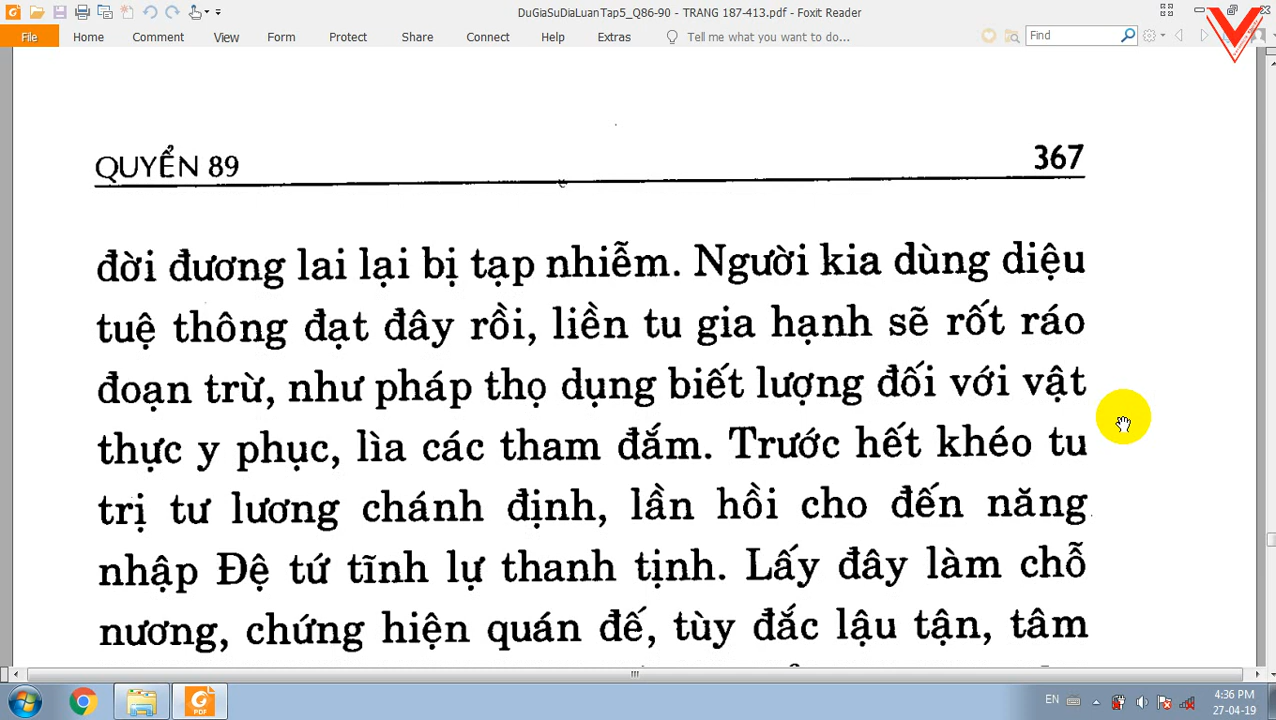 DuGiaSuDiaLuanTap5_Q86-90 - TRANG 187-413.pdf - Foxit Reader
File Home Comment View Form Protect Share Connect Help Extras Tell me what you want to do... Find
QUYỂN 89 367
đời đương lai lại bị tạp nhiễm. Người kia dùng diệu
tuệ thông đạt đây rồi, liền tu gia hạnh sẽ rốt ráo
đoạn trừ, như pháp thọ dụng biết lượng đối với vật
thực y phục, lìa các tham đắm. Trước hết khéo tu
trị tư lương chánh định, lần hồi cho đến năng
nhập Đệ tứ tĩnh lự thanh tịnh. Lấy đây làm chỗ
nương, chứng hiện quán đế, tùy đắc lậu tận, tâm
EN 4:36 PM
27-04-19